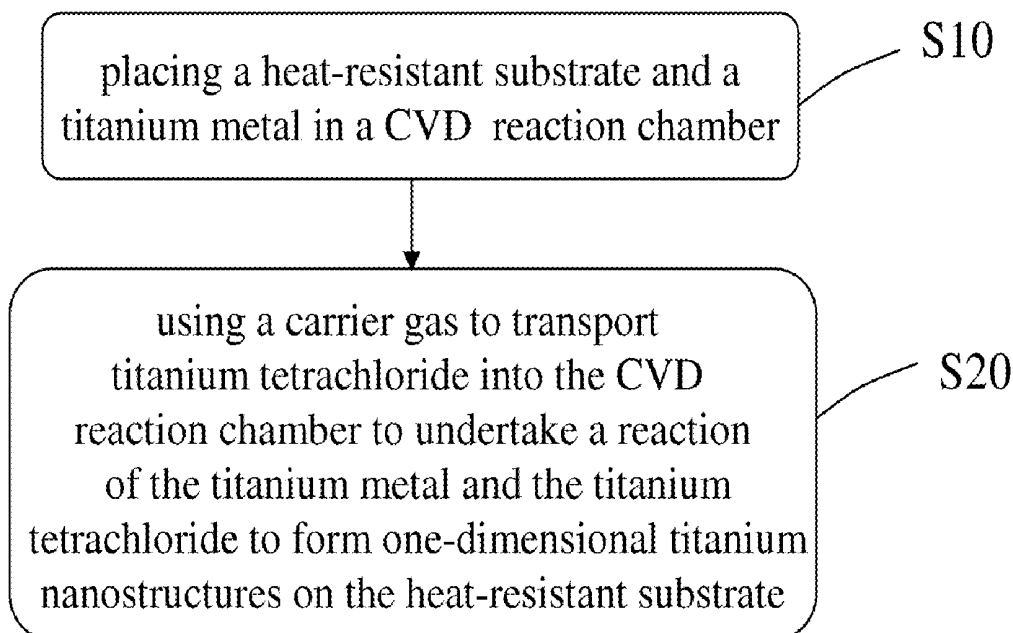 S10
placing a heat-resistant substrate and a
titanium metal in a CVD reaction chamber
using a carrier gas to transport
titanium tetrachloride into the CVD
reaction chamber to undertake a reaction
of the titanium metal and the titanium
tetrachloride to form one-dimensional titanium
nanostructures on the heat-resistant substrate
S20